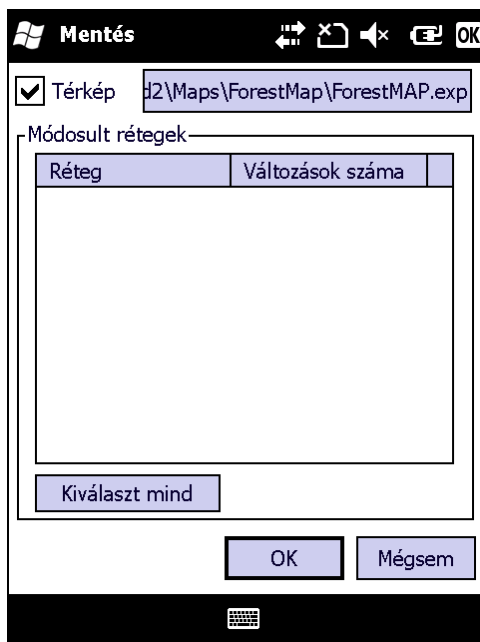 Mentés OK
Térkép d2\Maps\ForestMap\ForestMAP.exp
Módosult rétegek
Réteg Változások száma
Kiválaszt mind
OK Mégsem